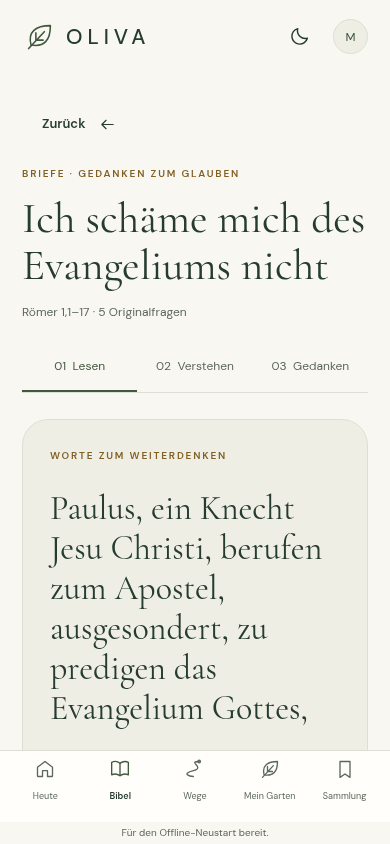 OLIVA
M
Zurück ←
BRIEFE · GEDANKEN ZUM GLAUBEN
Ich schäme mich des
Evangeliums nicht
Römer 1,1–17 · 5 Originalfragen
01 Lesen 02 Verstehen 03 Gedanken
WORTE ZUM WEITERDENKEN
Paulus, ein Knecht
Jesu Christi, berufen
zum Apostel,
ausgesondert, zu
predigen das
Evangelium Gottes,
Heute Bibel Wege Mein Garten Sammlung
Für den Offline-Neustart bereit.